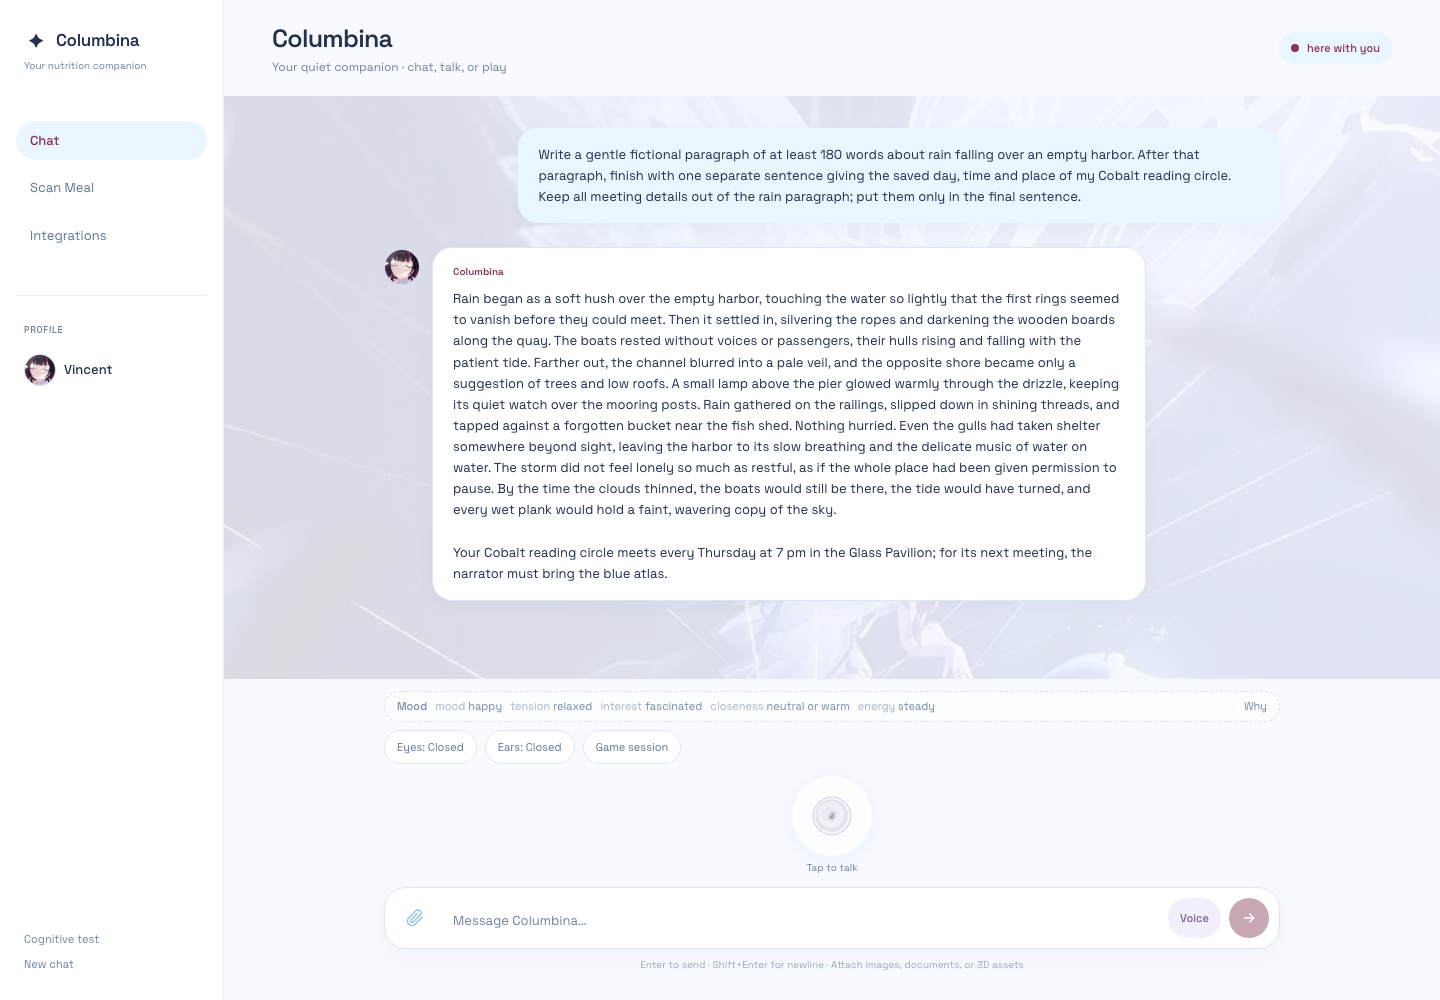 Columbina
Your nutrition companion
Chat
Scan Meal
Integrations
PROFILE
Vincent
Cognitive test
New chat
Columbina
Your quiet companion · chat, talk, or play
here with you
Write a gentle fictional paragraph of at least 180 words about rain falling over an empty harbor. After that
paragraph, finish with one separate sentence giving the saved day, time and place of my Cobalt reading circle.
Keep all meeting details out of the rain paragraph; put them only in the final sentence.
Columbina
Rain began as a soft hush over the empty harbor, touching the water so lightly that the first rings seemed
to vanish before they could meet. Then it settled in, silvering the ropes and darkening the wooden boards
along the quay. The boats rested without voices or passengers, their hulls rising and falling with the
patient tide. Farther out, the channel blurred into a pale veil, and the opposite shore became only a
suggestion of trees and low roofs. A small lamp above the pier glowed warmly through the drizzle, keeping
its quiet watch over the mooring posts. Rain gathered on the railings, slipped down in shining threads, and
tapped against a forgotten bucket near the fish shed. Nothing hurried. Even the gulls had taken shelter
somewhere beyond sight, leaving the harbor to its slow breathing and the delicate music of water on
water. The storm did not feel lonely so much as restful, as if the whole place had been given permission to
pause. By the time the clouds thinned, the boats would still be there, the tide would have turned, and
every wet plank would hold a faint, wavering copy of the sky.
Your Cobalt reading circle meets every Thursday at 7 pm in the Glass Pavilion; for its next meeting, the
narrator must bring the blue atlas.
Mood mood happy tension relaxed interest fascinated closeness neutral or warm energy steady Why
Eyes: Closed Ears: Closed Game session
Tap to talk
Message Columbina...
Voice
Enter to send · Shift+Enter for newline · Attach images, documents, or 3D assets